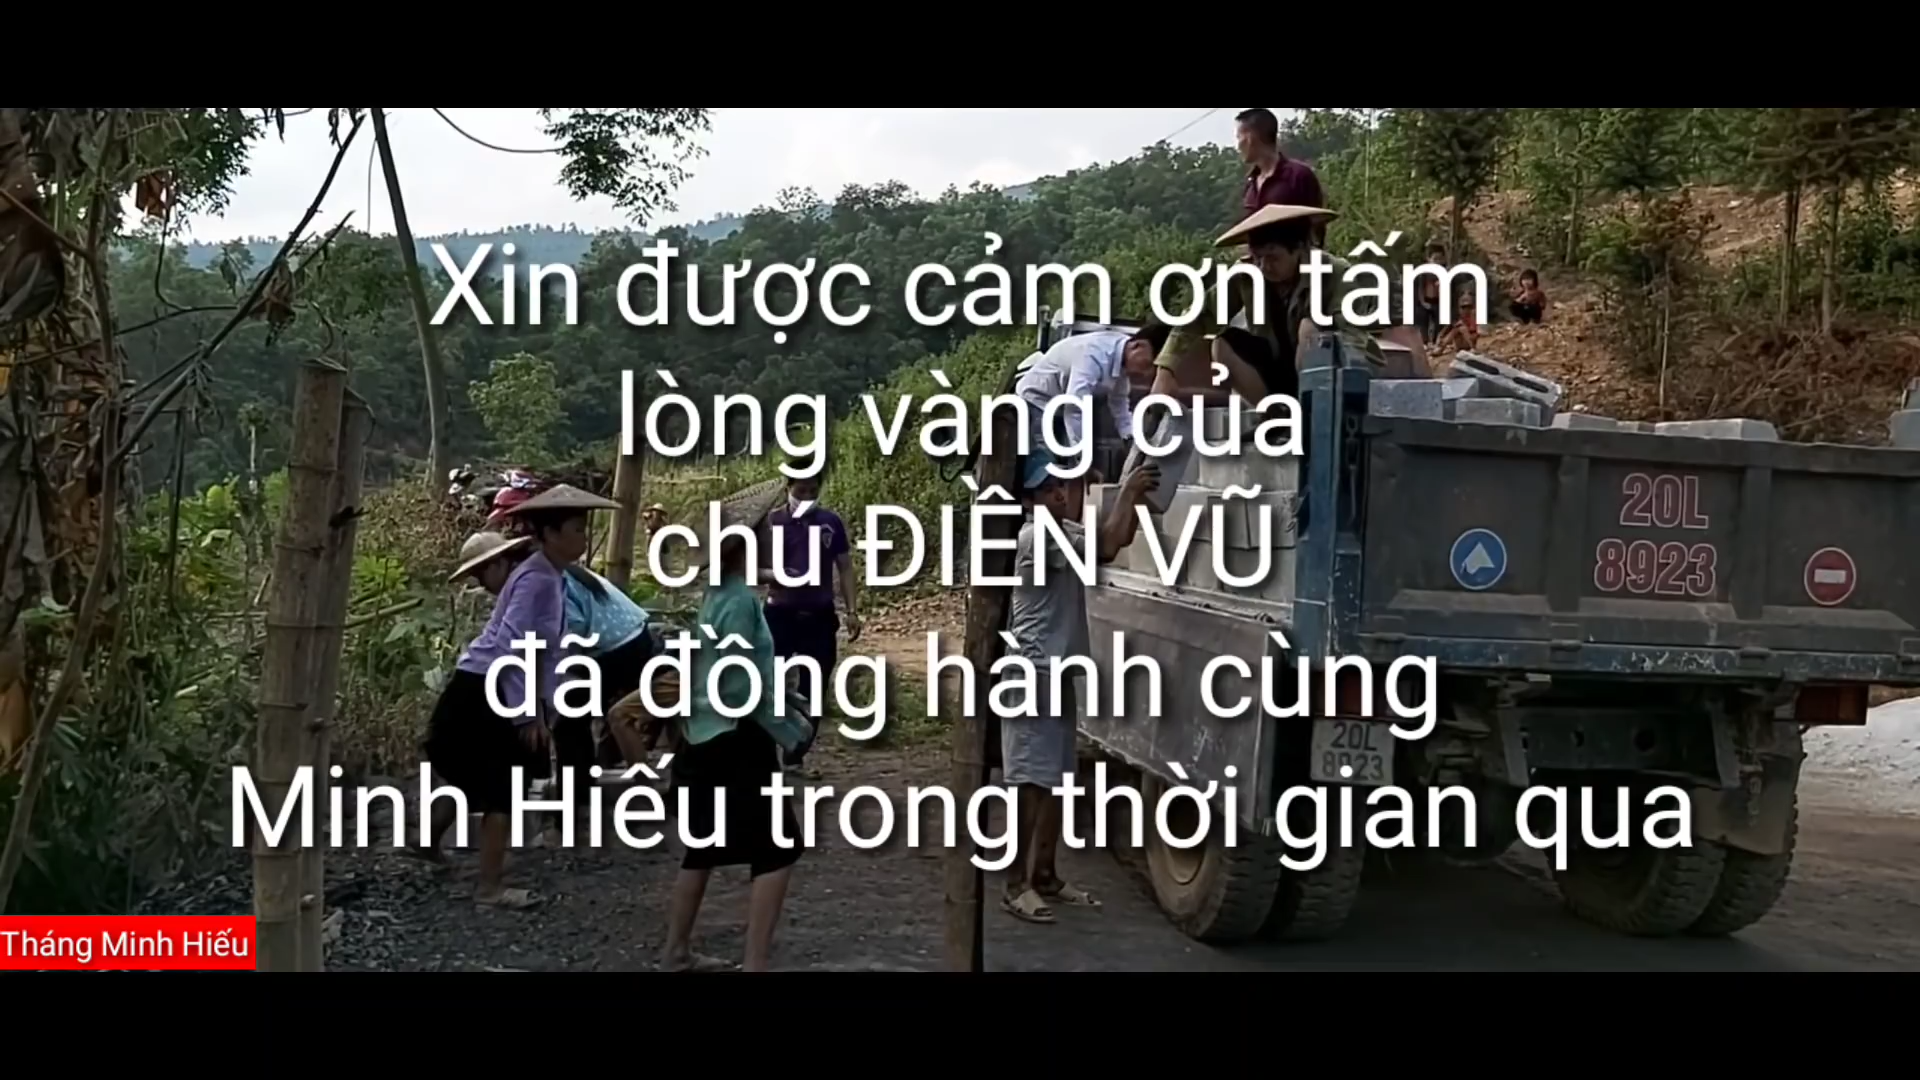 Xin được cảm ơn tấm
lòng vàng của
chú ĐIỀN VŨ
đã đồng hành cùng
Minh Hiếu trong thời gian qua
20L
8923
20L
8923
Tháng Minh Hiếu